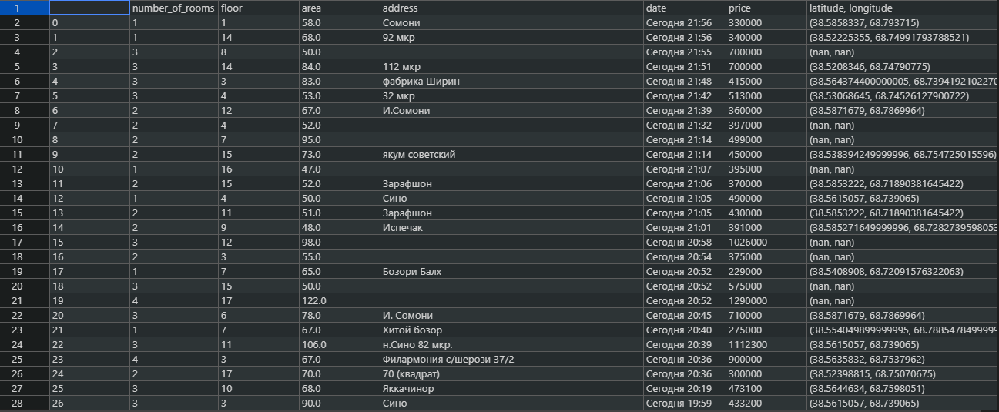 1 number_of_rooms floor area address date price latitude, longitude
2 0 1 1 58.0 Сомони Сегодня 21:56 330000 (38.5858337, 68.793715)
3 1 1 14 68.0 92 мкр Сегодня 21:56 340000 (38.52225355, 68.74991793788521)
4 2 3 8 50.0 Сегодня 21:55 700000 (nan, nan)
5 3 3 14 84.0 112 мкр Сегодня 21:51 700000 (38.5208346, 68.74790775)
6 4 3 3 83.0 фабрика Ширин Сегодня 21:48 415000 (38.564374400000005, 68.7394192102270
7 5 3 4 53.0 32 мкр Сегодня 21:42 513000 (38.53068645, 68.74526127900722)
8 6 2 12 67.0 И.Сомони Сегодня 21:39 360000 (38.5871679, 68.7869964)
9 7 2 4 52.0 Сегодня 21:32 397000 (nan, nan)
10 8 2 7 95.0 Сегодня 21:14 499000 (nan, nan)
11 9 2 15 73.0 якум советский Сегодня 21:14 450000 (38.538394249999996, 68.754725015596)
12 10 1 16 47.0 Сегодня 21:07 395000 (nan, nan)
13 11 2 15 52.0 Зарафшон Сегодня 21:06 370000 (38.5853222, 68.71890381645422)
14 12 1 4 50.0 Сино Сегодня 21:05 490000 (38.5615057, 68.739065)
15 13 2 11 51.0 Зарафшон Сегодня 21:05 430000 (38.5853222, 68.71890381645422)
16 14 2 9 48.0 Испечак Сегодня 21:01 391000 (38.585271649999996, 68.7282739598053
17 15 3 12 98.0 Сегодня 20:58 1026000 (nan, nan)
18 16 2 3 55.0 Сегодня 20:54 375000 (nan, nan)
19 17 1 7 65.0 Бозори Балх Сегодня 20:52 229000 (38.5408908, 68.72091576322063)
20 18 3 15 50.0 Сегодня 20:52 575000 (nan, nan)
21 19 4 17 122.0 Сегодня 20:52 1290000 (nan, nan)
22 20 3 6 78.0 И. Сомони Сегодня 20:45 710000 (38.5871679, 68.7869964)
23 21 1 7 67.0 Хитой бозор Сегодня 20:40 275000 (38.554049899999995, 68.7885478499999
24 22 3 11 106.0 н.Сино 82 мкр. Сегодня 20:39 1112300 (38.5615057, 68.739065)
25 23 4 3 67.0 Филармония с/шерози 37/2 Сегодня 20:36 900000 (38.5635832, 68.7537962)
26 24 2 17 70.0 70 (квадрат) Сегодня 20:36 300000 (38.52398815, 68.75070675)
27 25 3 10 68.0 Яккачинор Сегодня 20:19 473100 (38.5644634, 68.7598051)
28 26 3 3 90.0 Сино Сегодня 19:59 433200 (38.5615057, 68.739065)